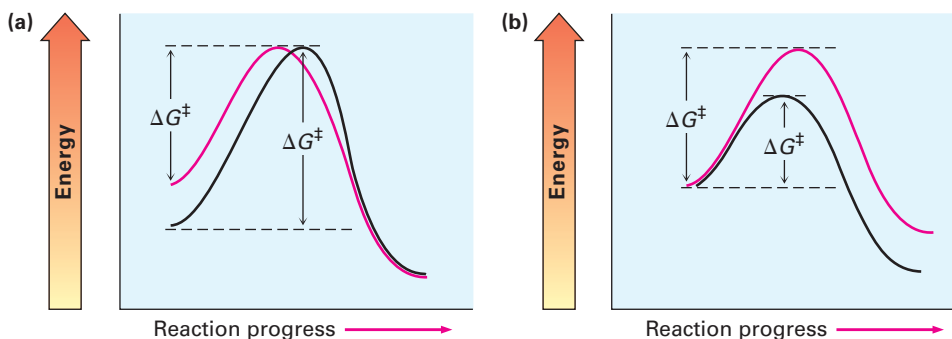 (a)
Energy
ΔG‡
ΔG‡
Reaction progress
(b)
Energy
ΔG‡
ΔG‡
Reaction progress